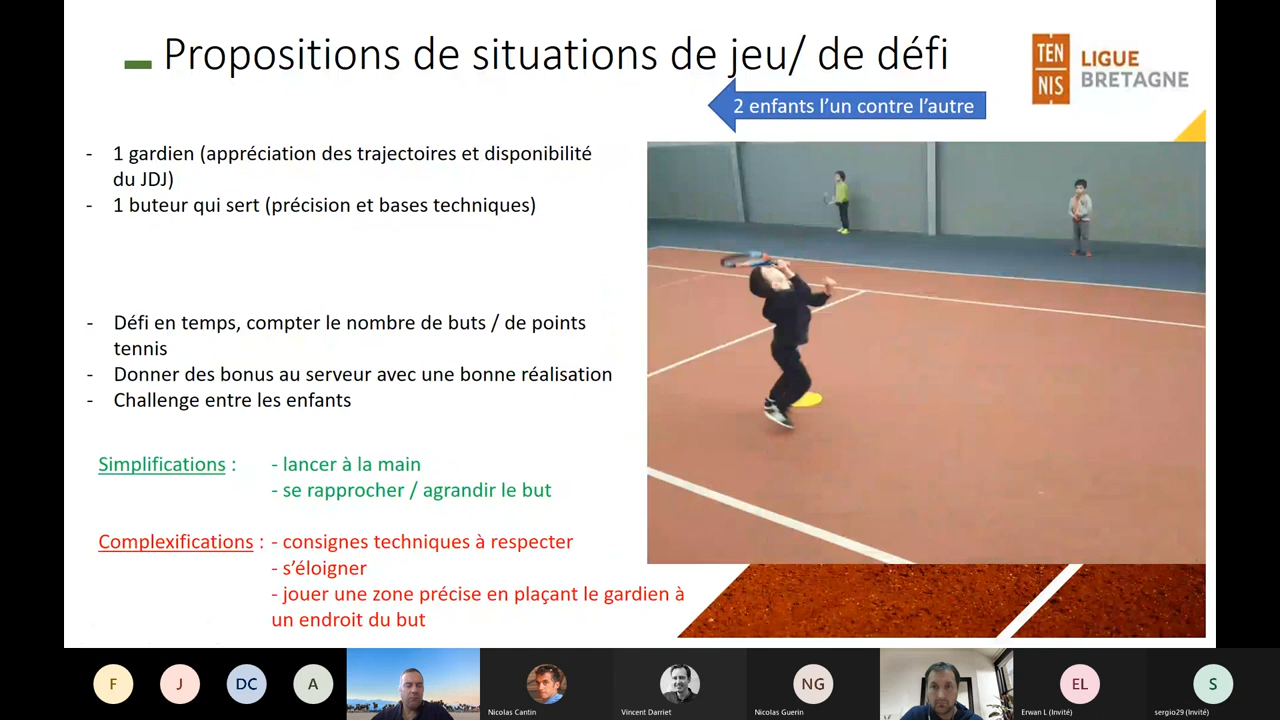 Propositions de situations de jeu/ de défi
TEN
NIS
LIGUE
BRETAGNE
2 enfants l’un contre l’autre
- 1 gardien (appréciation des trajectoires et disponibilité
du JDJ)
- 1 buteur qui sert (précision et bases techniques)
- Défi en temps, compter le nombre de buts / de points
tennis
- Donner des bonus au serveur avec une bonne réalisation
- Challenge entre les enfants
Simplifications : - lancer à la main
- se rapprocher / agrandir le but
Complexifications : - consignes techniques à respecter
- s’éloigner
- jouer une zone précise en plaçant le gardien à
un endroit du but
F
J
DC
A
Nicolas Cantin
Vincent Darriet
NG
Nicolas Guerin
EL
Erwan L (Invité)
S
sergio29 (Invité)